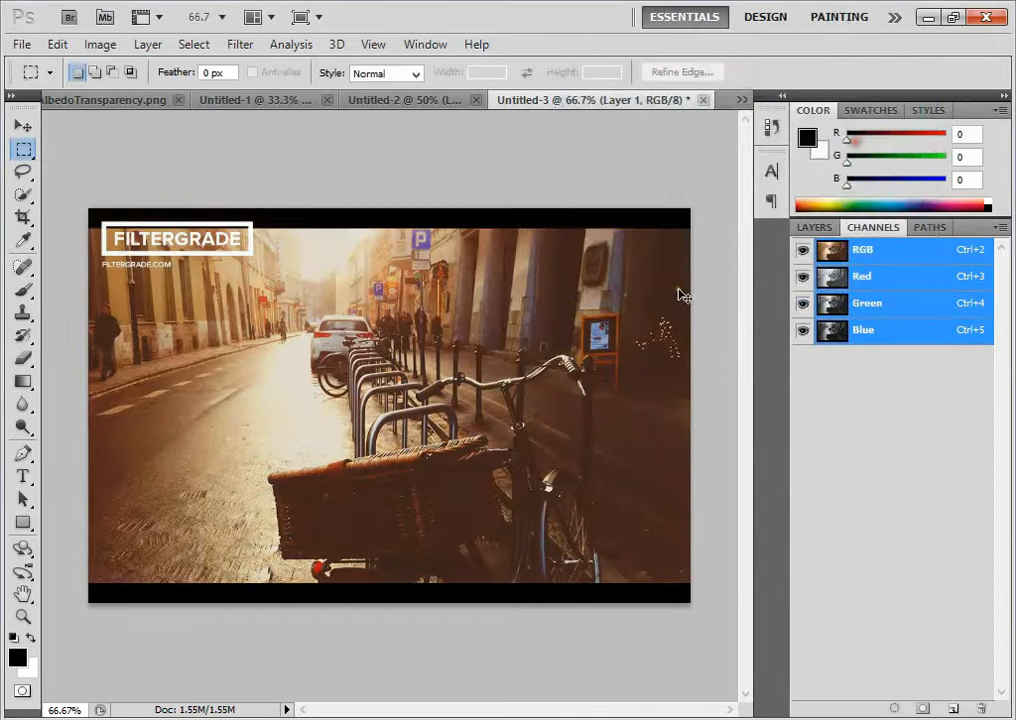 Ps Br Mb 66.7 ESSENTIALS DESIGN PAINTING
File Edit Image Layer Select Filter Analysis 3D View Window Help
Feather: 0 px Anti-alias Style: Normal Width: Height: Refine Edge...
AlbedoTransparency.png Untitled-1 @ 33.3% ... Untitled-2 @ 50% (L... Untitled-3 @ 66.7% (Layer 1, RGB/8) *
COLOR SWATCHES STYLES
R 0
G 0
B 0
LAYERS CHANNELS PATHS
RGB Ctrl+2
Red Ctrl+3
Green Ctrl+4
Blue Ctrl+5
FILTERGRADE
FILTERGRADE.COM
P
P
66.67% Doc: 1.55M/1.55M